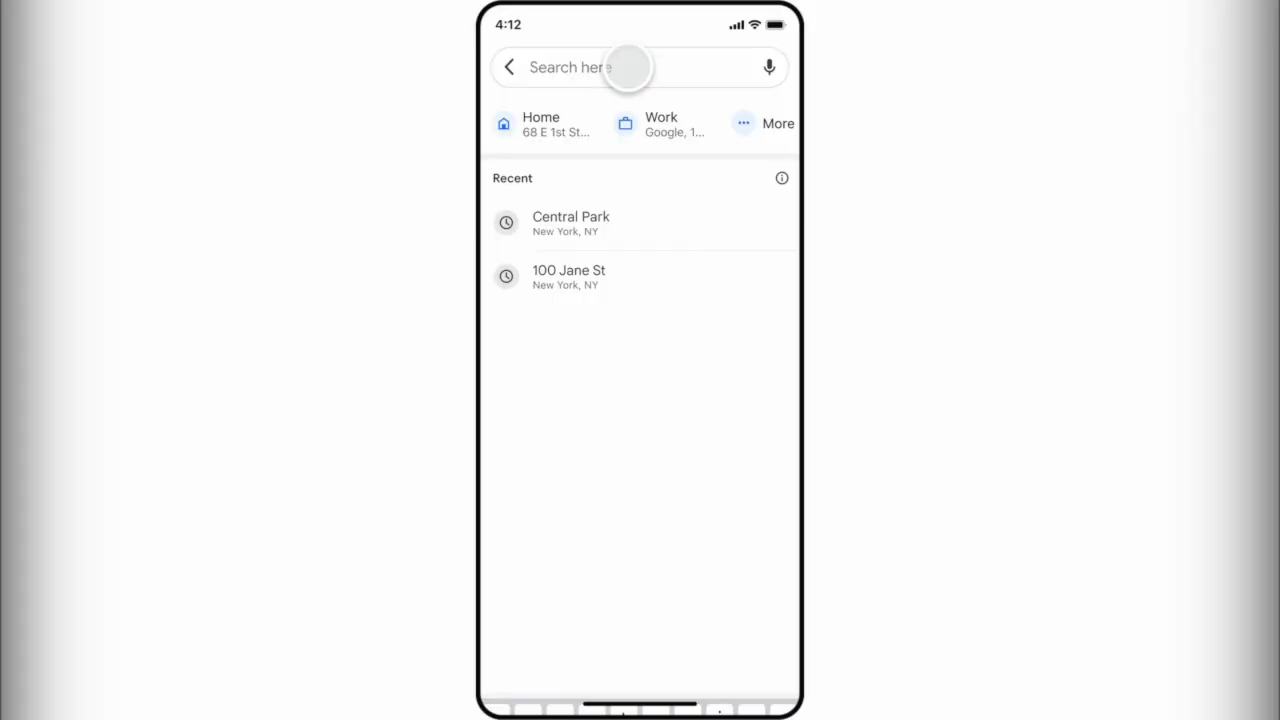 4:12
Search here
Home
68 E 1st St...
Work
Google, 1...
More
Recent
Central Park
New York, NY
100 Jane St
New York, NY